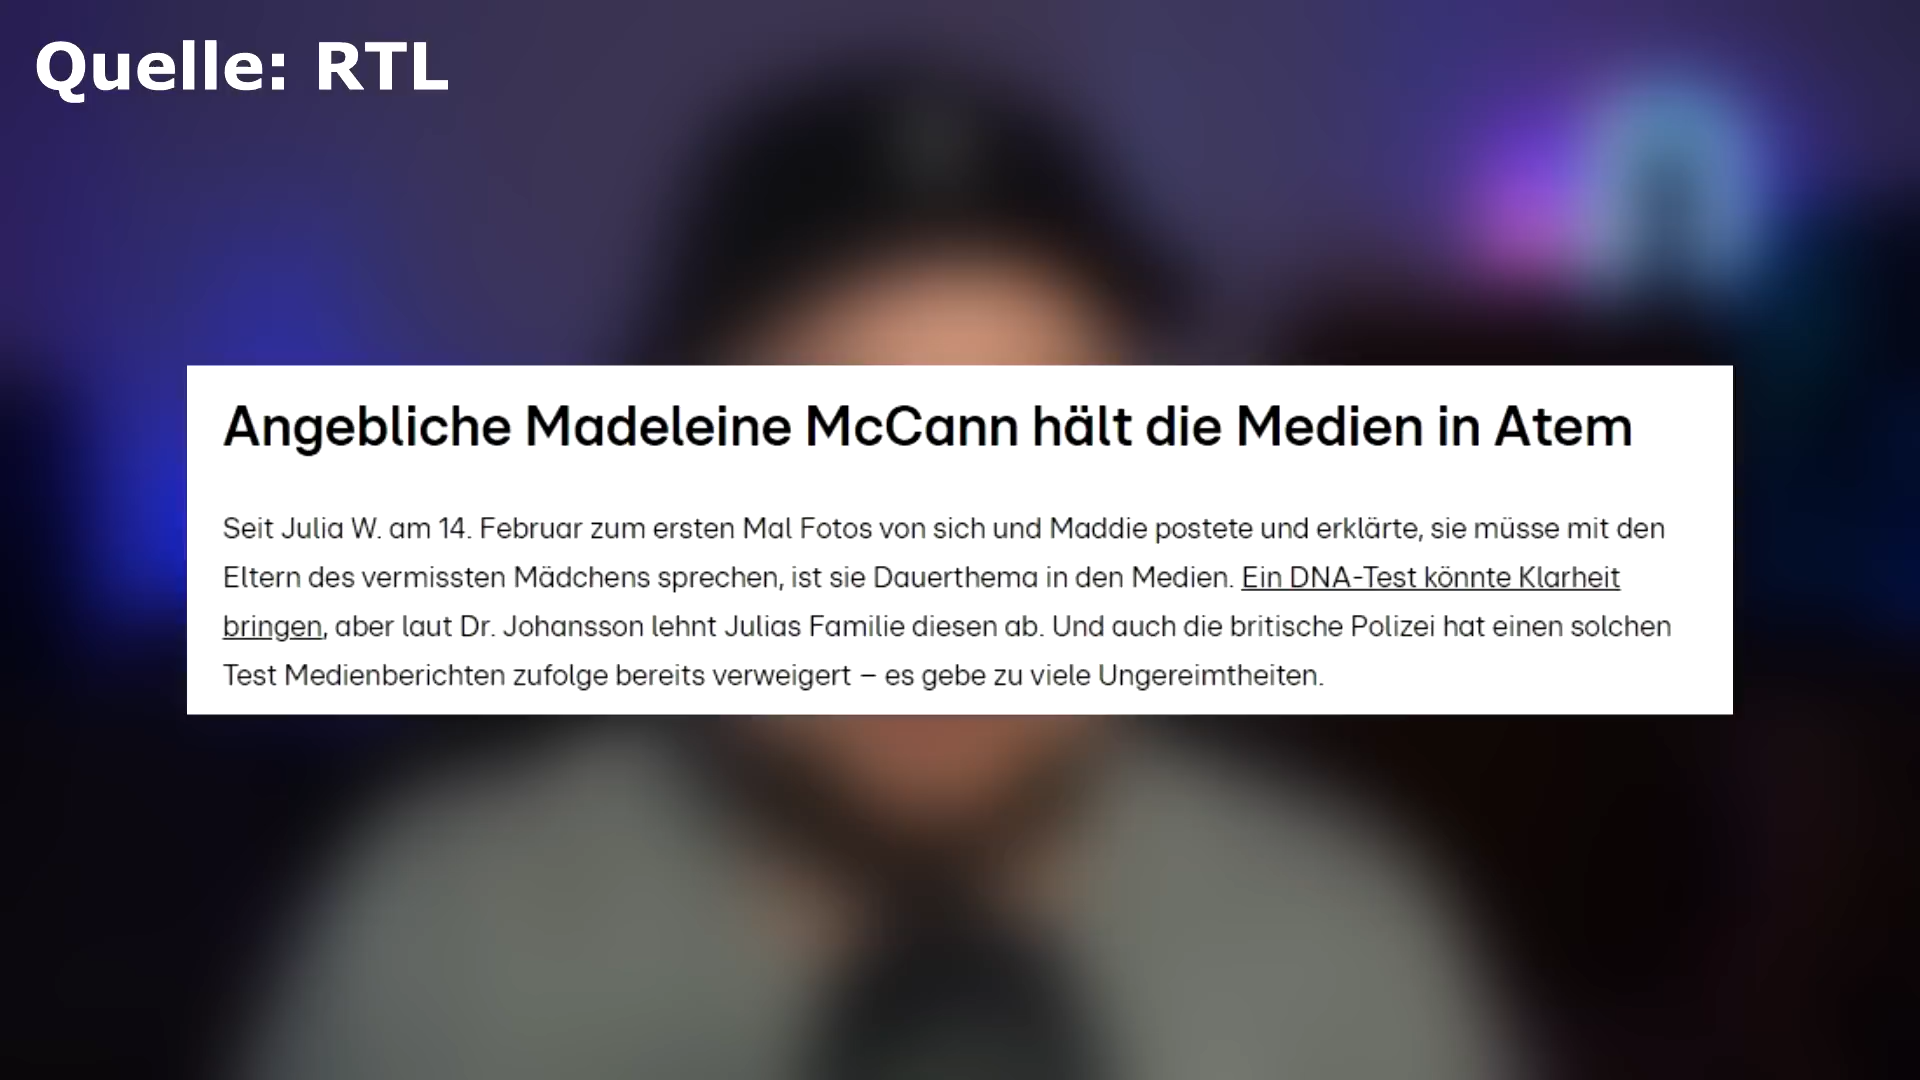 Quelle: RTL
Angebliche Madeleine McCann hält die Medien in Atem
Seit Julia W. am 14. Februar zum ersten Mal Fotos von sich und Maddie postete und erklärte, sie müsse mit den
Eltern des vermissten Mädchens sprechen, ist sie Dauerthema in den Medien. Ein DNA-Test könnte Klarheit
bringen, aber laut Dr. Johansson lehnt Julias Familie diesen ab. Und auch die britische Polizei hat einen solchen
Test Medienberichten zufolge bereits verweigert – es gebe zu viele Ungereimtheiten.